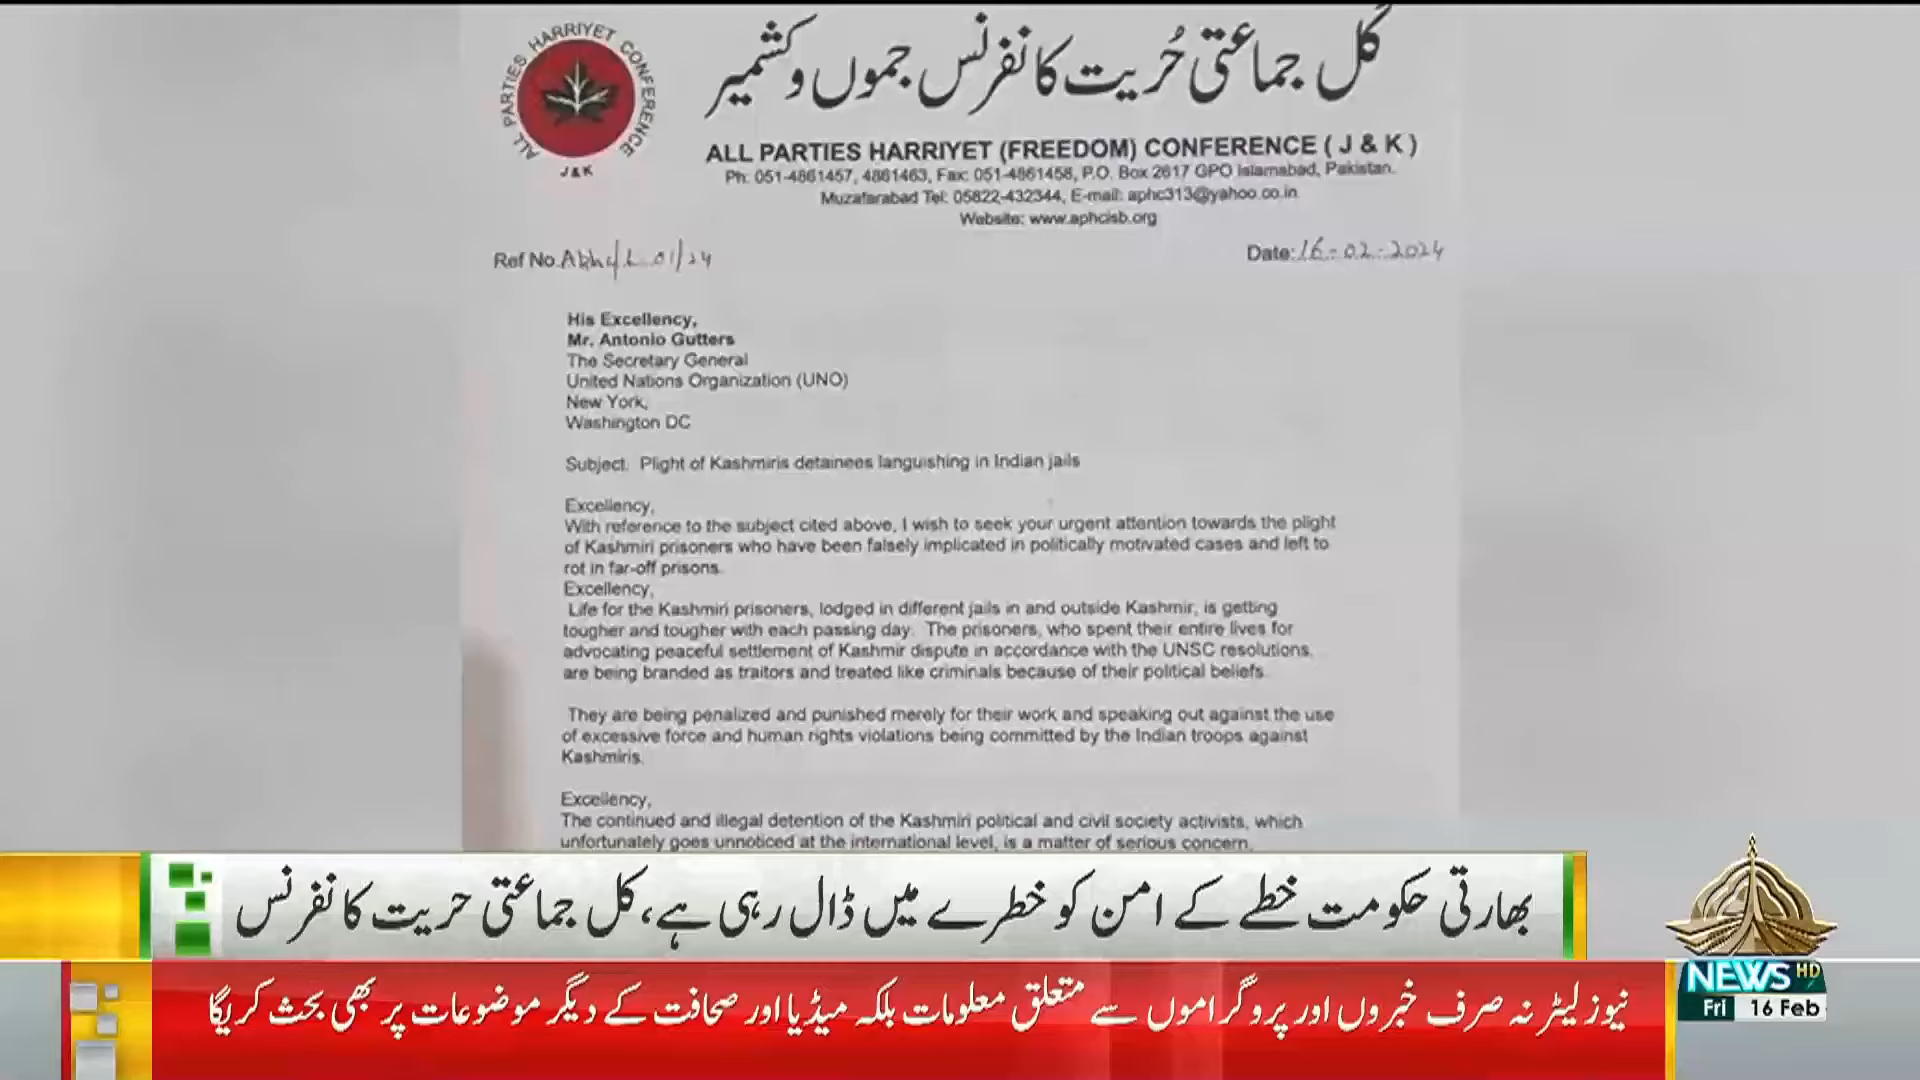 ALL PARTIES HARRIYET CONFERENCE
J&K
کل جماعتی حُریت کانفرنس جموں و کشمیر
ALL PARTIES HARRIYET (FREEDOM) CONFERENCE ( J & K )
Ph: 051-4861457, 4861463, Fax: 051-4861458, P.O. Box 2617 GPO Islamabad, Pakistan.
Muzafarabad Tel: 05822-432344, E-mail: aphc313@yahoo.co.in
Website: www.aphcisb.org
Ref No. 01/24
Date: 16-02-2024
His Excellency,
Mr. Antonio Gutters
The Secretary General
United Nations Organization (UNO)
New York,
Washington DC
Subject. Plight of Kashmiris detainees languishing in Indian jails
Excellency,
With reference to the subject cited above, I wish to seek your urgent attention towards the plight
of Kashmiri prisoners who have been falsely implicated in politically motivated cases and left to
rot in far-off prisons.
Excellency,
Life for the Kashmiri prisoners, lodged in different jails in and outside Kashmir, is getting
tougher and tougher with each passing day. The prisoners, who spent their entire lives for
advocating peaceful settlement of Kashmir dispute in accordance with the UNSC resolutions,
are being branded as traitors and treated like criminals because of their political beliefs.
They are being penalized and punished merely for their work and speaking out against the use
of excessive force and human rights violations being committed by the Indian troops against
Kashmiris.
Excellency,
The continued and illegal detention of the Kashmiri political and civil society activists, which
unfortunately goes unnoticed at the international level, is a matter of serious concern.
بھارتی حکومت خطے کے امن کو خطرے میں ڈال رہی ہے، کل جماعتی حریت کانفرنس
نیوز لیٹر نہ صرف خبروں اور پروگراموں سے متعلق معلومات بلکہ میڈیا اور صحافت کے دیگر موضوعات پر بھی بحث کریگا
NEWS HD
Fri 16 Feb